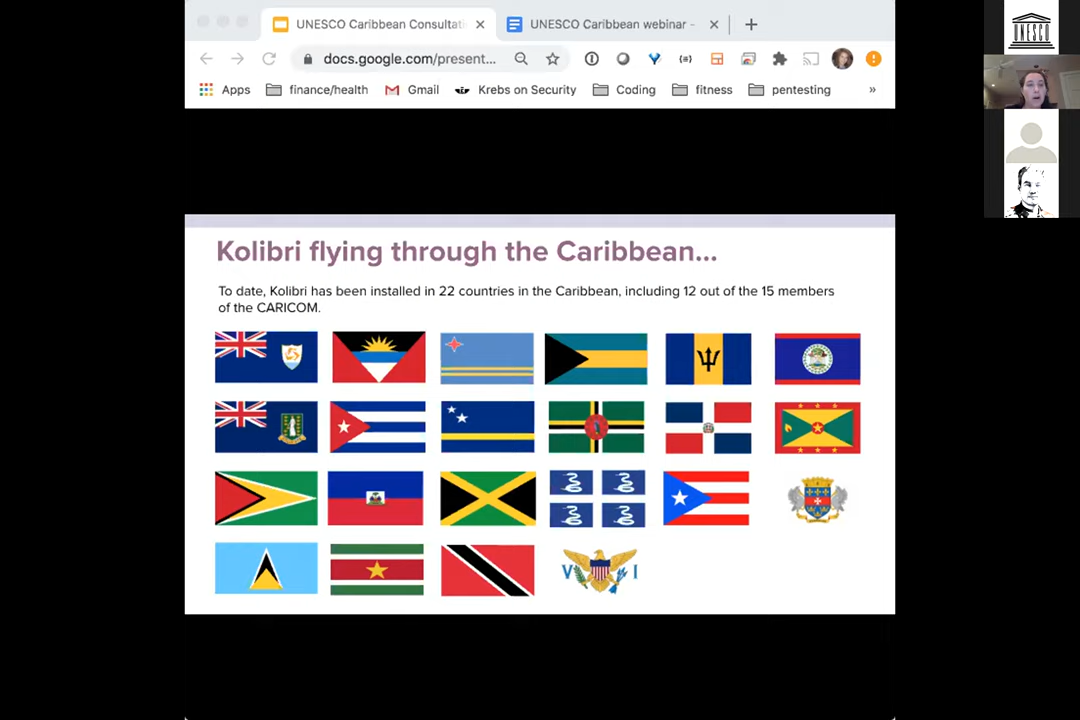 UNESCO Caribbean Consultati
UNESCO Caribbean webinar -
docs.google.com/present...
Apps
finance/health
Gmail
Krebs on Security
Coding
fitness
pentesting
»
UNESCO
Kolibri flying through the Caribbean...
To date, Kolibri has been installed in 22 countries in the Caribbean, including 12 out of the 15 members
of the CARICOM.
V I